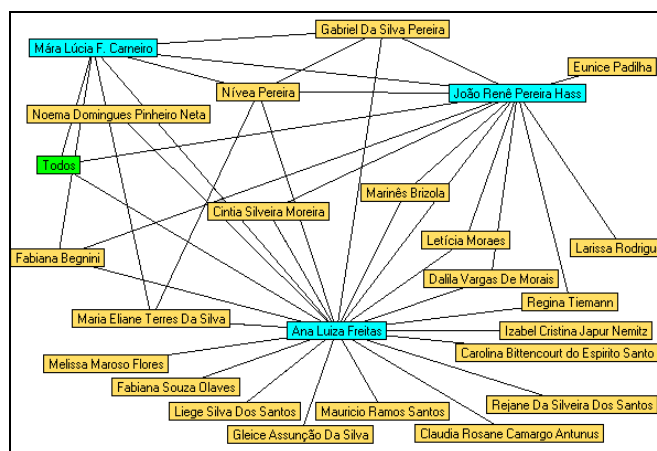 Gabriel Da Silva Pereira
Mára Lúcia F. Carneiro
Eunice Padilha
Nívea Pereira
João Renê Pereira Hass
Noema Domingues Pinheiro Neta
Todos
Marinês Brizola
Cintia Silveira Moreira
Letícia Moraes
Larissa Rodrigu
Fabiana Begnini
Dalila Vargas De Morais
Regina Tiemann
Maria Eliane Terres Da Silva
Ana Luiza Freitas
Izabel Cristina Japur Nemitz
Carolina Bittencourt do Espirito Santo
Melissa Maroso Flores
Fabiana Souza Olaves
Rejane Da Silveira Dos Santos
Liege Silva Dos Santos
Mauricio Ramos Santos
Gleice Assunção Da Silva
Claudia Rosane Camargo Antunus